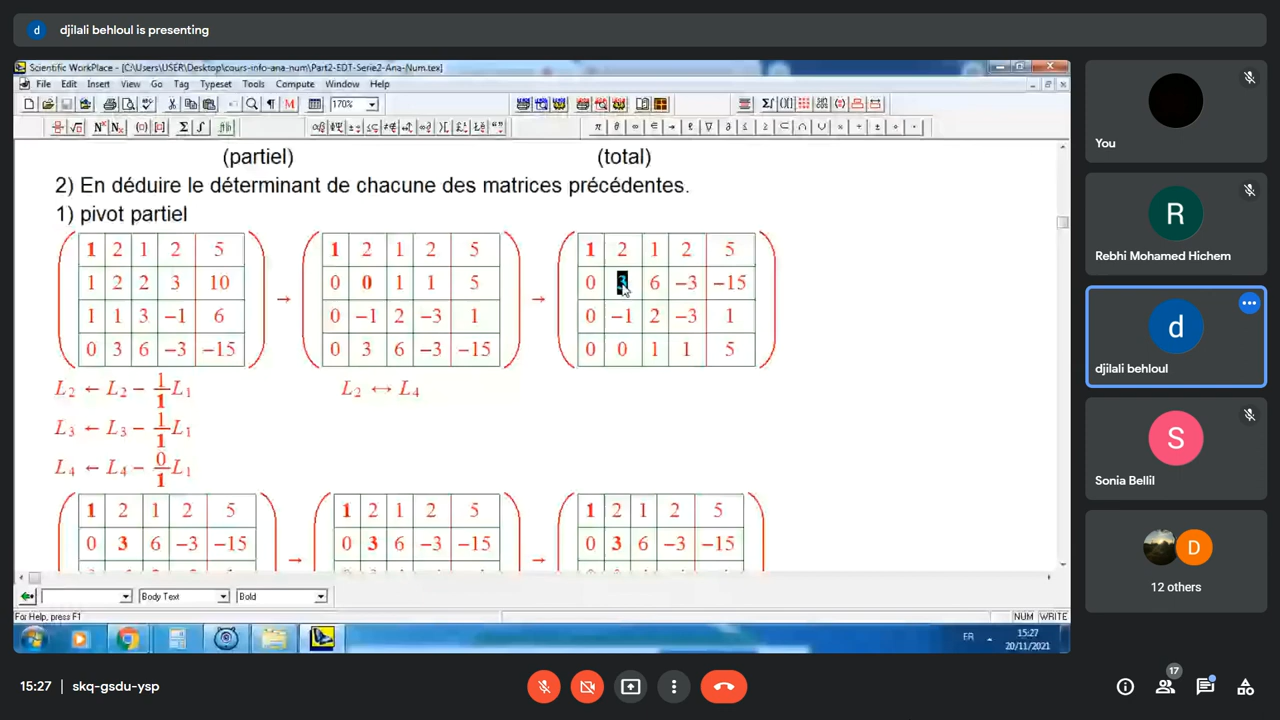 djilali behloul is presenting
Scientific WorkPlace - [C:\Users\USER\Desktop\cours-info-ana-num\Part2-EDT-Serie2-Ana-Num.tex]
File Edit Insert View Go Tag Typeset Tools Compute Window Help
170%
(partiel) (total)
2) En déduire le déterminant de chacune des matrices précédentes.
1) pivot partiel
1 2 1 2 5 1 2 1 2 5 1 2 1 2 5
1 2 2 3 10 → 0 0 1 1 5 → 0 3 6 −3 −15
1 1 3 −1 6 0 −1 2 −3 1 0 −1 2 −3 1
0 3 6 −3 −15 0 3 6 −3 −15 0 0 1 1 5
L₂ ← L₂ − 1/1 L₁ L₂ ↔ L₄
L₃ ← L₃ − 1/1 L₁
L₄ ← L₄ − 0/1 L₁
1 2 1 2 5 1 2 1 2 5 1 2 1 2 5
0 3 6 −3 −15 → 0 3 6 −3 −15 → 0 3 6 −3 −15
Body Text Bold
For Help, press F1 NUM WRITE
FR 15:27
20/11/2021
You
R
Rebhi Mohamed Hichem
d
djilali behloul
S
Sonia Bellil
D
12 others
15:27 | skq-gsdu-ysp
17